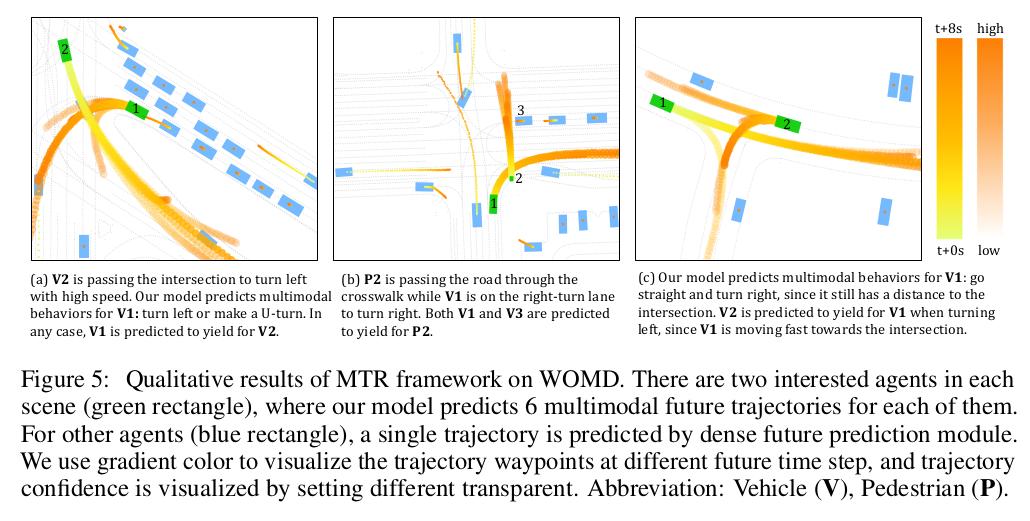 2
1
3
2
1
1
2
t+8s high
t+0s low
(a) V2 is passing the intersection to turn left
with high speed. Our model predicts multimodal
behaviors for V1: turn left or make a U-turn. In
any case, V1 is predicted to yield for V2.
(b) P2 is passing the road through the
crosswalk while V1 is on the right-turn lane
to turn right. Both V1 and V3 are predicted
to yield for P2.
(c) Our model predicts multimodal behaviors for V1: go
straight and turn right, since it still has a distance to the
intersection. V2 is predicted to yield for V1 when turning
left, since V1 is moving fast towards the intersection.
Figure 5: Qualitative results of MTR framework on WOMD. There are two interested agents in each
scene (green rectangle), where our model predicts 6 multimodal future trajectories for each of them.
For other agents (blue rectangle), a single trajectory is predicted by dense future prediction module.
We use gradient color to visualize the trajectory waypoints at different future time step, and trajectory
confidence is visualized by setting different transparent. Abbreviation: Vehicle (V), Pedestrian (P).